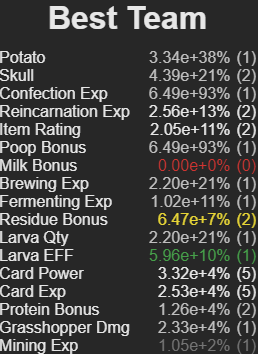 Best Team
Potato 3.34e+38% (1)
Skull 4.39e+21% (2)
Confection Exp 6.49e+93% (1)
Reincarnation Exp 2.56e+13% (2)
Item Rating 2.05e+11% (2)
Poop Bonus 6.49e+93% (1)
Milk Bonus 0.00e+0% (0)
Brewing Exp 2.20e+21% (1)
Fermenting Exp 1.02e+11% (1)
Residue Bonus 6.47e+7% (2)
Larva Qty 2.20e+21% (1)
Larva EFF 5.96e+10% (1)
Card Power 3.32e+4% (5)
Card Exp 2.53e+4% (5)
Protein Bonus 1.26e+4% (2)
Grasshopper Dmg 2.33e+4% (1)
Mining Exp 1.05e+2% (1)